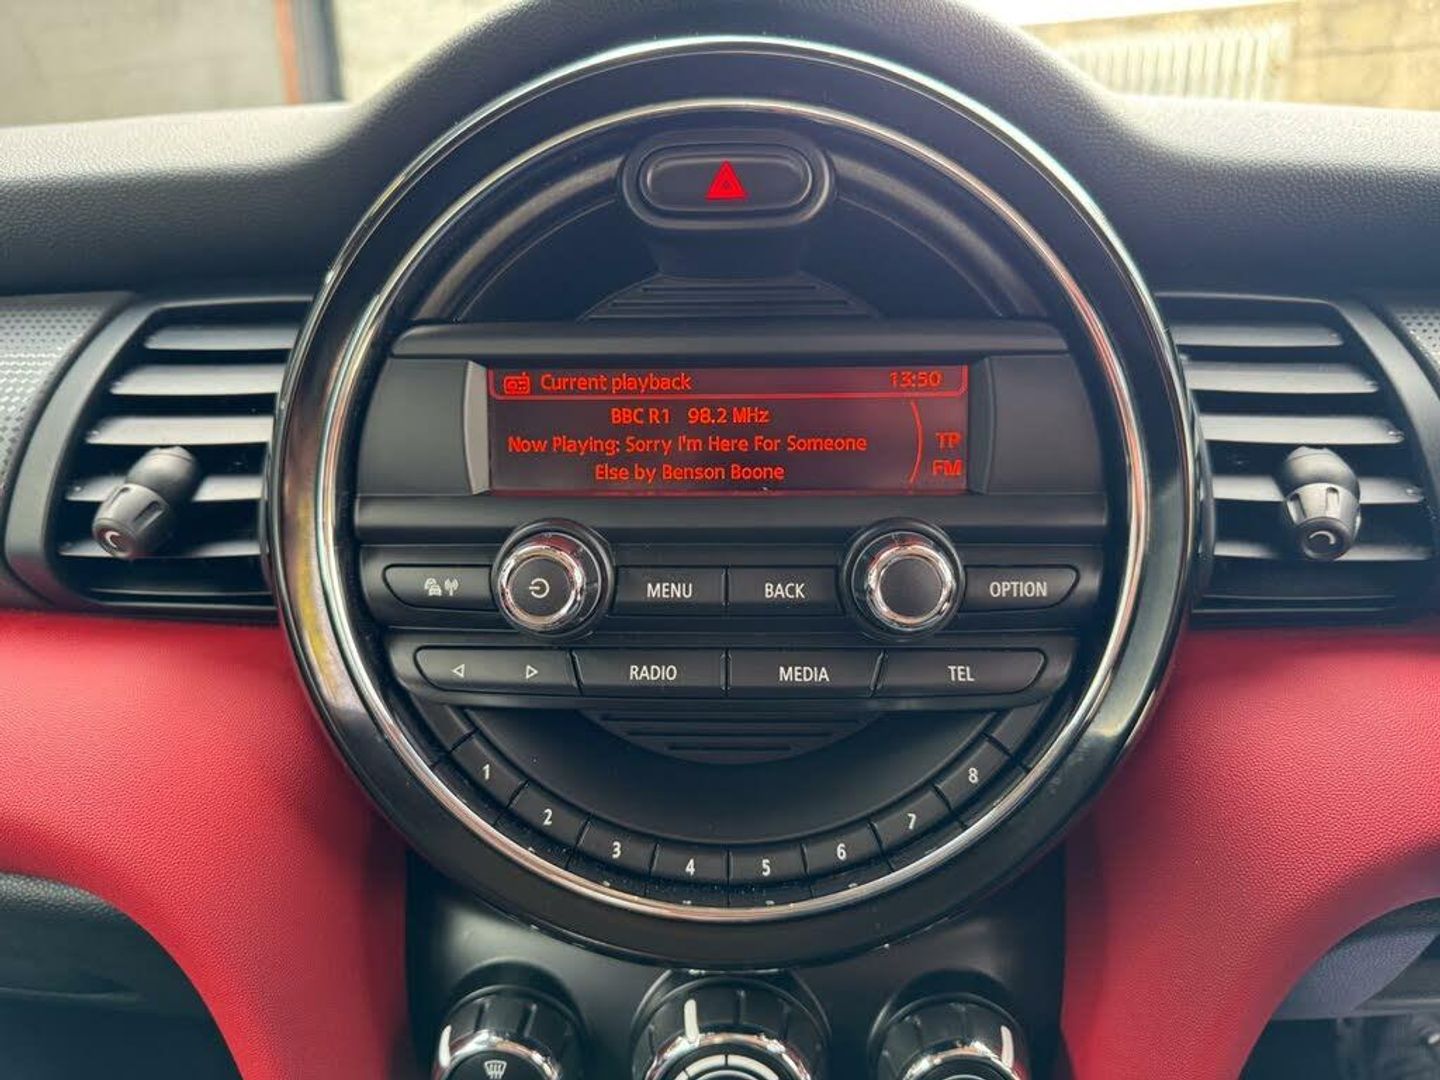 Current playback 13:50
BBC R1 98.2 MHz
Now Playing: Sorry I'm Here For Someone TP
Else by Benson Boone FM
MENU BACK OPTION
RADIO MEDIA TEL
1 2 3 4 5 6 7 8